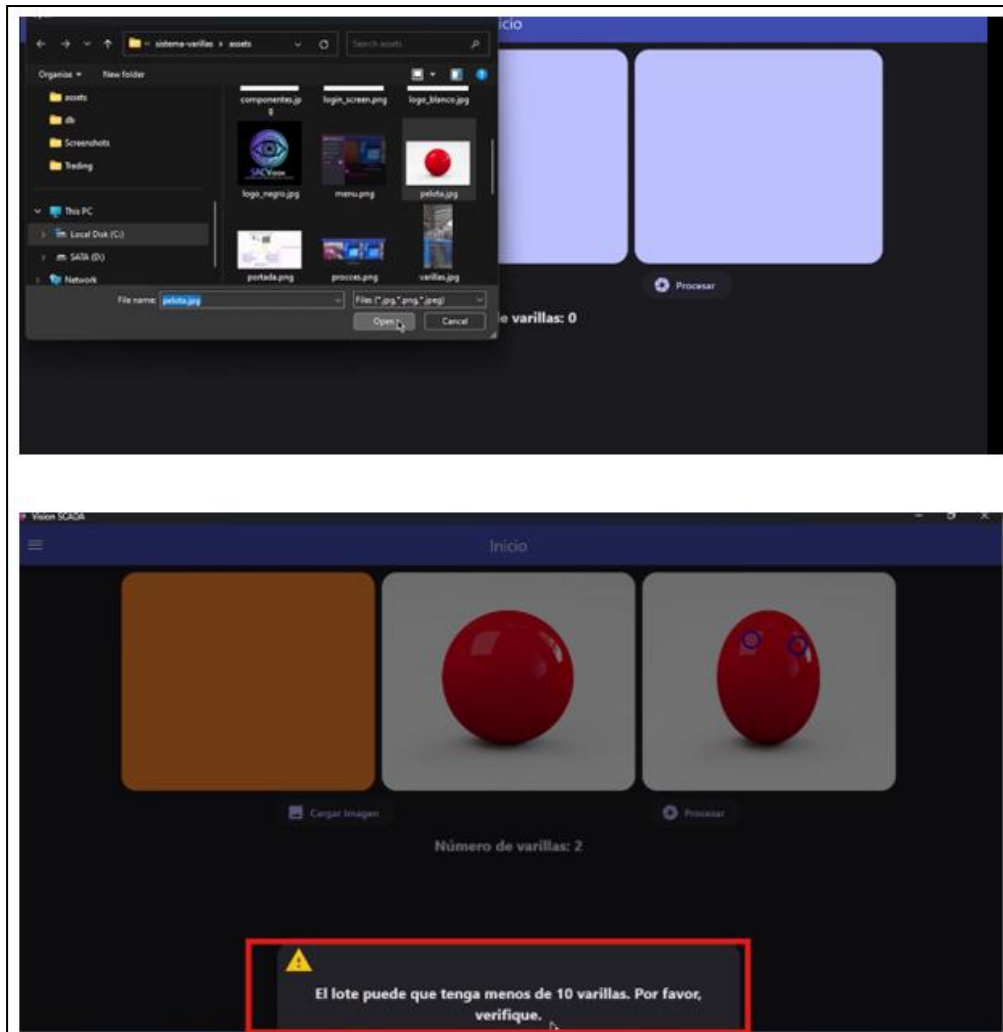 Inicio
sistema-varillas > assets
Search assets
Organise
New folder
assets
db
Screenshots
Trading
This PC
Local Disk (C:)
SATA (D:)
Network
componentes.jp
g
login_screen.png
logo_blanco.jpg
SACVision
logo_negro.jpg
menu.png
pelota.jpg
portada.png
procces.png
varillas.jpg
File name:
pelota.jpg
Files (*.jpg,*.png,*.jpeg)
Open
Cancel
Procesar
e varillas: 0
Vision SCADA
Inicio
Cargar Imagen
Procesar
Número de varillas: 2
El lote puede que tenga menos de 10 varillas. Por favor,
verifique.